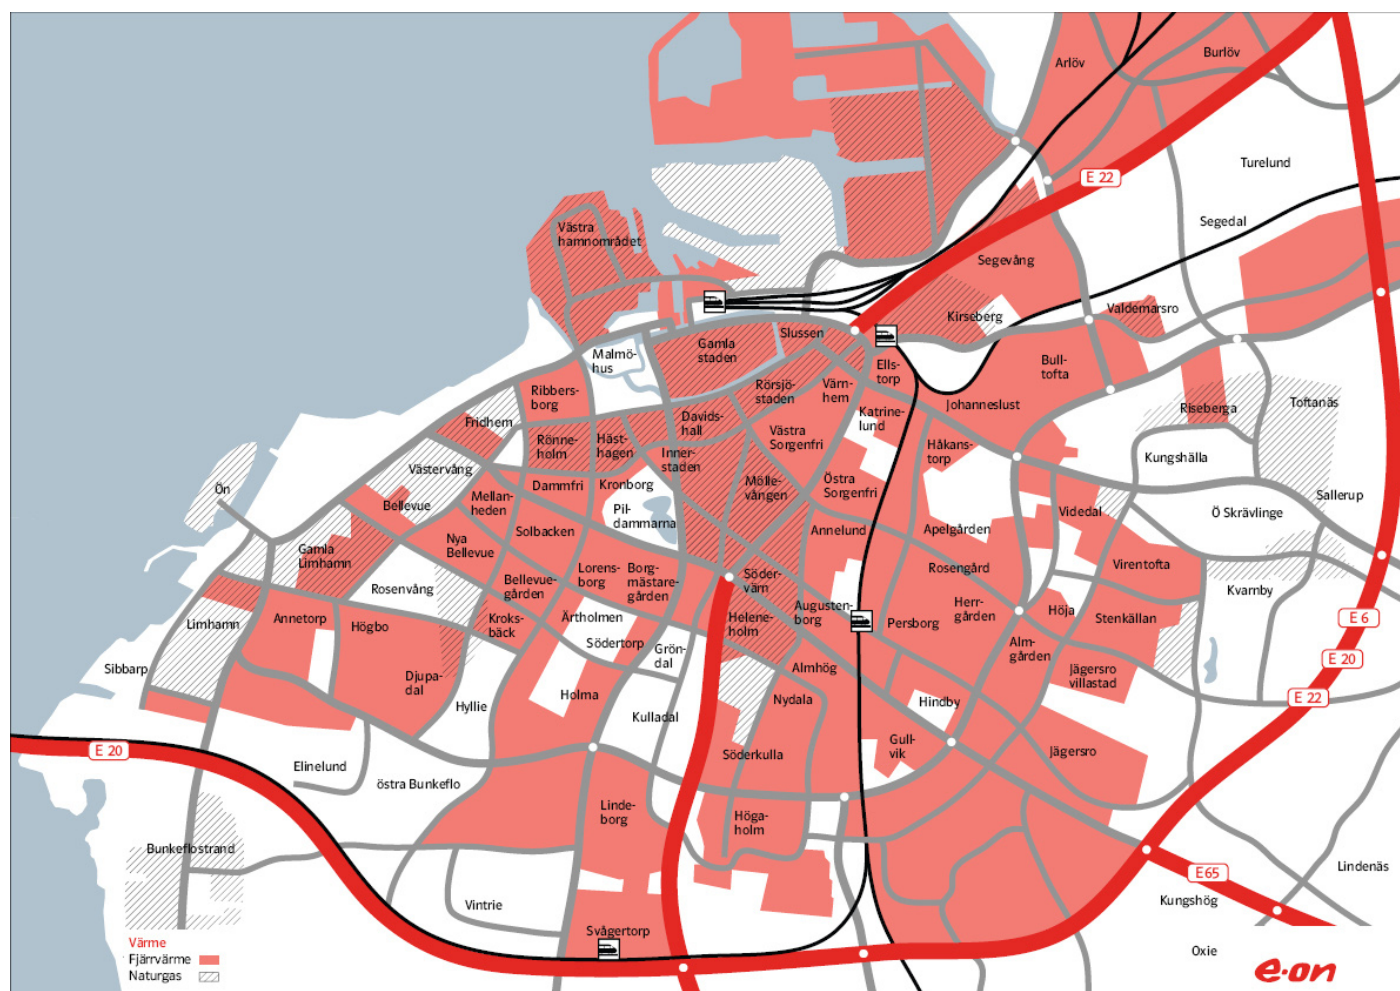 Arlöv
Burlöv
E 22
Turelund
Segedal
Västra
hamnområdet
Segevång
Kirseberg
Valdemarsro
Slussen
Gamla
staden
Malmö-
hus
Ells-
torp
Bull-
tofta
Ribbers-
borg
Rörsjö-
staden
Värn-
hem
Katrine-
lund
Johanneslust
Riseberga
Toftanäs
Fridhem
Davids-
hall
Västra
Sorgenfri
Rönne-
holm
Häst-
hagen
Inner-
staden
Håkans-
torp
Kungshälla
Västervång
Ön
Dammfri
Kronborg
Mölle-
vången
Östra
Sorgenfri
Sallerup
Bellevue
Mellan-
heden
Pil-
dammarna
Videdal
Ö Skrävlinge
Solbacken
Annelund
Apelgården
Nya
Bellevue
Gamla
Limhamn
Rosenvång
Bellevue-
gården
Lorens-
borg
Borg-
mästare-
gården
Söder-
värn
Rosengård
Virentofta
Kvarnby
Limhamn
Annetorp
Högbo
Kroks-
bäck
Ärtholmen
Södertorp
Helene-
holm
Augusten-
borg
Persborg
Herr-
gården
Höja
Stenkällan
E 6
Sibbarp
Djupa-
dal
Grön-
dal
Almhög
Alm-
gården
Jägersro
villastad
E 20
Hyllie
Holma
Kulladal
Nydala
Hindby
E 22
E 20
Elinelund
östra Bunkeflo
Söderkulla
Gull-
vik
Jägersro
Linde-
borg
Höga-
holm
Bunkeflostrand
Lindenäs
E65
Vintrie
Kungshög
Svågertorp
Oxie
Värme
Fjärrvärme
Naturgas
e·on